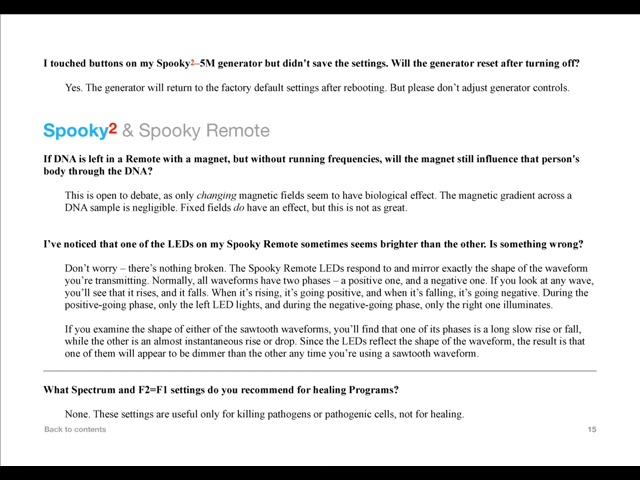 I touched buttons on my Spooky2–5M generator but didn't save the settings. Will the generator reset after turning off?
Yes. The generator will return to the factory default settings after rebooting. But please don't adjust generator controls.
Spooky2 & Spooky Remote
If DNA is left in a Remote with a magnet, but without running frequencies, will the magnet still influence that person's
body through the DNA?
This is open to debate, as only changing magnetic fields seem to have biological effect. The magnetic gradient across a
DNA sample is negligible. Fixed fields do have an effect, but this is not as great.
I've noticed that one of the LEDs on my Spooky Remote sometimes seems brighter than the other. Is something wrong?
Don't worry – there's nothing broken. The Spooky Remote LEDs respond to and mirror exactly the shape of the waveform
you're transmitting. Normally, all waveforms have two phases – a positive one, and a negative one. If you look at any wave,
you'll see that it rises, and it falls. When it's rising, it's going positive, and when it's falling, it's going negative. During the
positive-going phase, only the left LED lights, and during the negative-going phase, only the right one illuminates.
If you examine the shape of either of the sawtooth waveforms, you'll find that one of its phases is a long slow rise or fall,
while the other is an almost instantaneous rise or drop. Since the LEDs reflect the shape of the waveform, the result is that
one of them will appear to be dimmer than the other any time you're using a sawtooth waveform.
What Spectrum and F2=F1 settings do you recommend for healing Programs?
None. These settings are useful only for killing pathogens or pathogenic cells, not for healing.
Back to contents
15